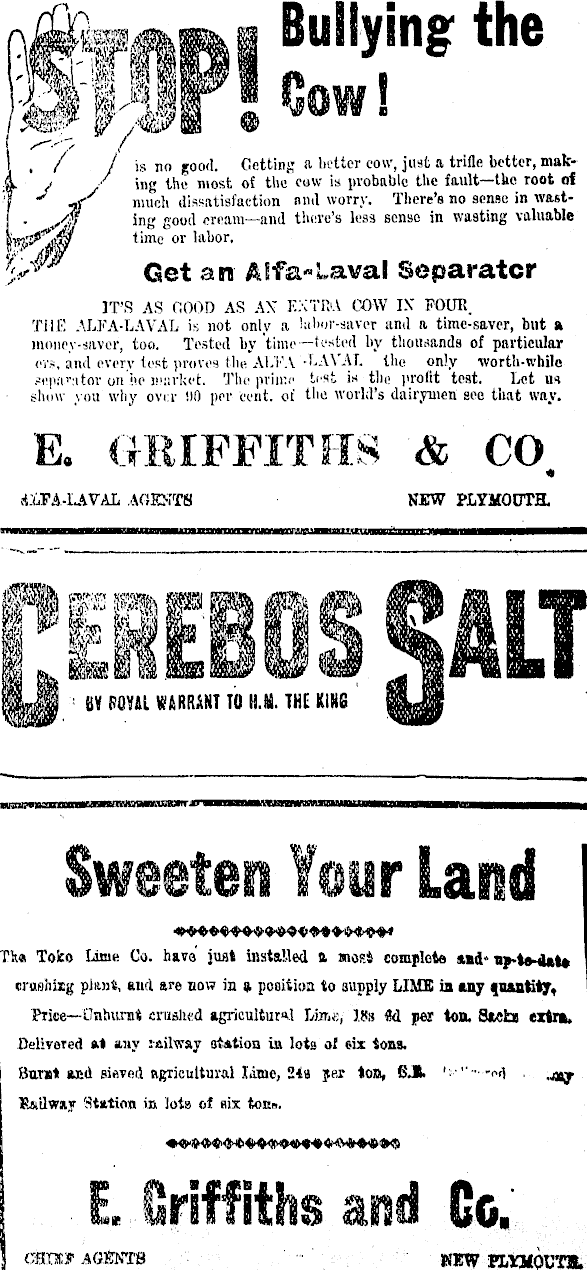 STOP! Bullying the
Cow!
is no good. Getting a better cow, just a trifle better, mak-
ing the most of the cow is probable the fault—the root of
much dissatisfaction and worry. There's no sense in wast-
ing good cream—and there's less sense in wasting valuable
time or labor.
Get an Alfa-Laval Separator
IT'S AS GOOD AS AN EXTRA COW IN FOUR.
THE ALFA-LAVAL is not only a labor-saver and a time-saver, but a
money-saver, too. Tested by time—tested by thousands of particular
ers, and every test proves the ALFA-LAVAL the only worth-while
separator on he market. The prime test is the profit test. Let us
show you why over 90 per cent. of the world's dairymen see that way.
E. GRIFFITHS & CO.
ALFA-LAVAL AGENTS NEW PLYMOUTH.
CEREBOS SALT
BY ROYAL WARRANT TO H.M. THE KING
Sweeten Your Land
The Toko Lime Co. have just installed a most complete and up-to-date
crushing plant, and are now in a position to supply LIME in any quantity.
Price—Unburnt crushed agricultural Lime, 18s 4d per ton. Sacks extra.
Delivered at any railway station in lots of six tons.
Burnt and sieved agricultural Lime, 24s per ton,
Railway Station in lots of six tons.
E. Griffiths and Co.
CHIEF AGENTS NEW PLYMOUTH.